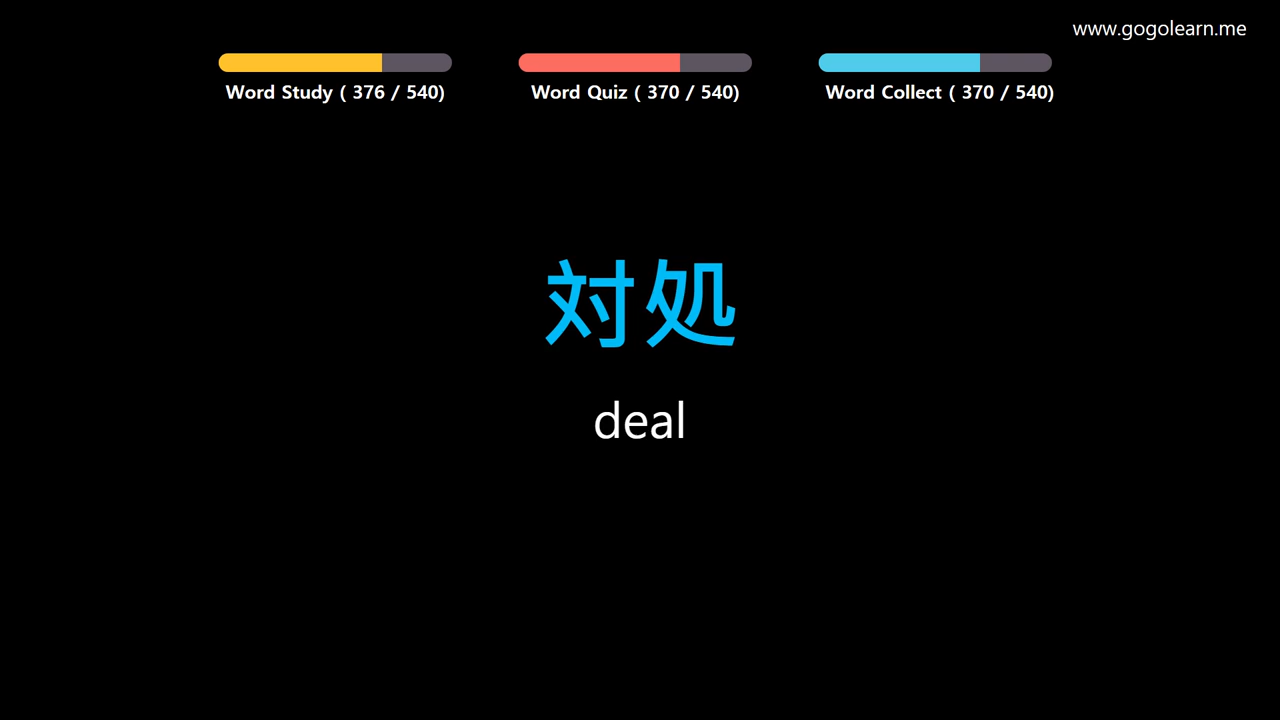 www.gogolearn.me
Word Study ( 376 / 540)
Word Quiz ( 370 / 540)
Word Collect ( 370 / 540)
対処
deal